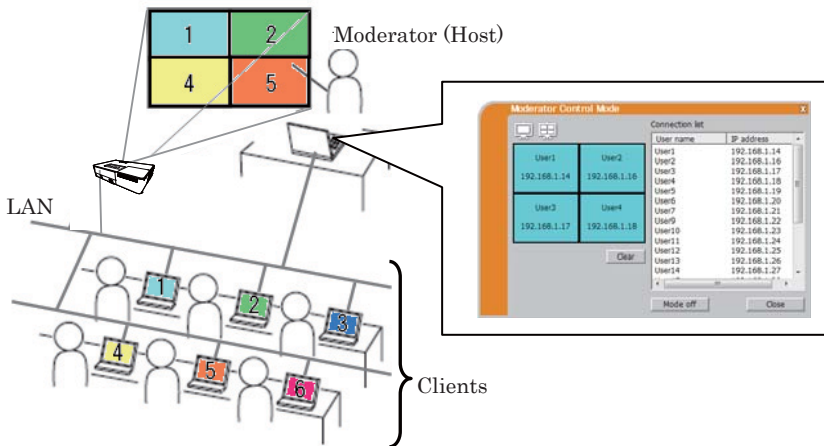 1
2
4
5
Moderator (Host)
LAN
1
2
3
4
5
6
Clients
Moderator Control Mode
x
User1
192.168.1.14
User2
192.168.1.16
User3
192.168.1.17
User4
192.168.1.18
Clear
Connection list
User name IP address
User1 192.168.1.14
User2 192.168.1.16
User3 192.168.1.17
User4 192.168.1.18
User5 192.168.1.19
User6 192.168.1.20
User7 192.168.1.21
User9 192.168.1.22
User10 192.168.1.23
User11 192.168.1.24
User12 192.168.1.25
User13 192.168.1.26
User14 192.168.1.27
Mode off
Close